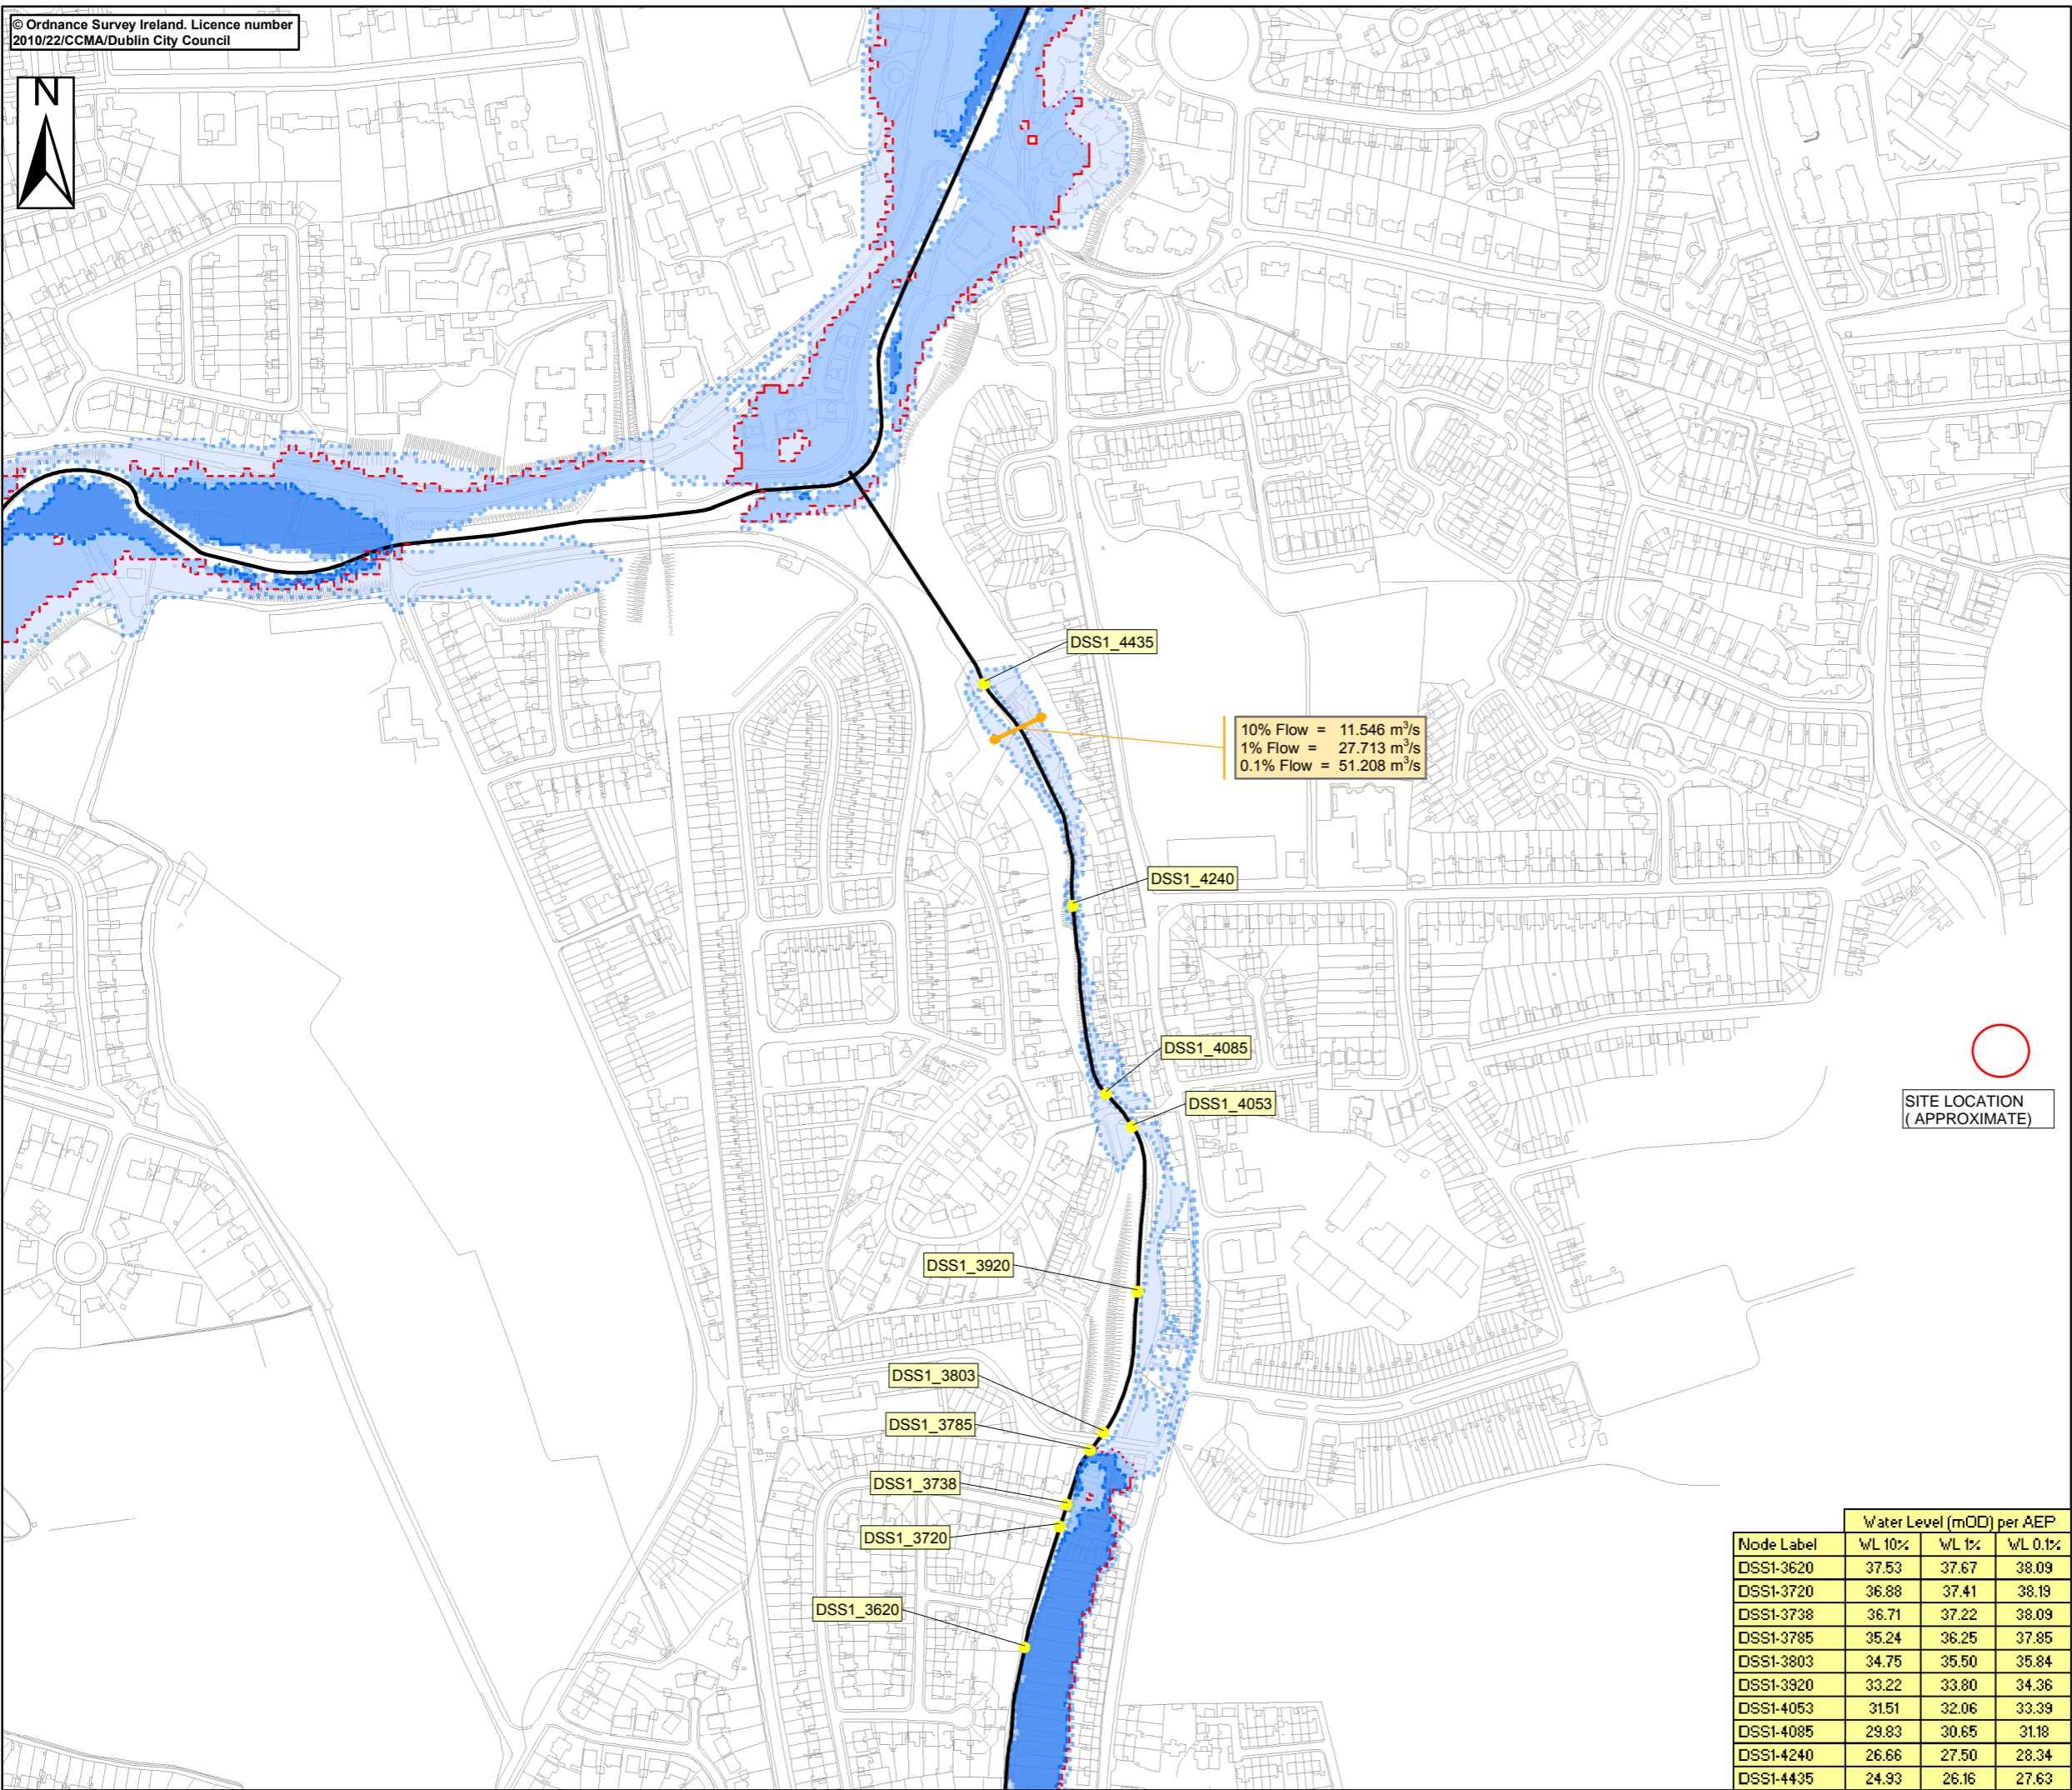 © Ordnance Survey Ireland. Licence number
2010/22/CCMA/Dublin City Council
N
DSS1_4435
10% Flow = 11.546 m³/s
1% Flow = 27.713 m³/s
0.1% Flow = 51.208 m³/s
DSS1_4240
DSS1_4085
DSS1_4053
SITE LOCATION
( APPROXIMATE)
DSS1_3920
DSS1_3803
DSS1_3785
DSS1_3738
DSS1_3720
DSS1_3620
Water Level (mOD) per AEP
Node Label WL 10% WL 1% WL 0.1%
DSS1-3620 37.53 37.67 38.09
DSS1-3720 36.88 37.41 38.19
DSS1-3738 36.71 37.22 38.09
DSS1-3785 35.24 36.25 37.85
DSS1-3803 34.75 35.50 35.84
DSS1-3920 33.22 33.80 34.36
DSS1-4053 31.51 32.06 33.39
DSS1-4085 29.83 30.65 31.18
DSS1-4240 26.66 27.50 28.34
DSS1-4435 24.93 26.16 27.63